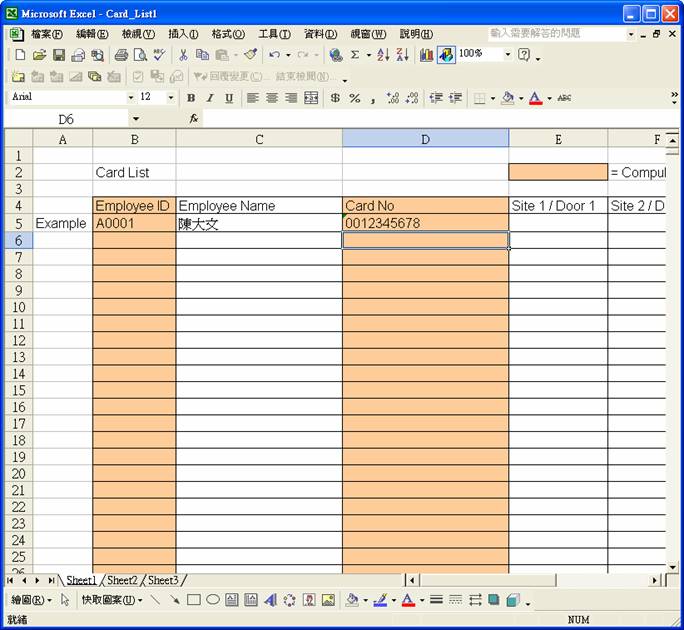 Microsoft Excel - Card_List1
檔案(F) 編輯(E) 檢視(V) 插入(I) 格式(O) 工具(T) 資料(D) 視窗(W) 說明(H) 輸入需要解答的問題
100%
回覆變更(C)... 結束檢閱(N)...
Arial 12 B I U $ % , A ABC
D6 fx
A B C D E F
1
2 Card List = Compul
3
4 Employee ID Employee Name Card No Site 1 / Door 1 Site 2 / D
5 Example A0001 陳大文 0012345678
6
7
8
9
10
11
12
13
14
15
16
17
18
19
20
21
22
23
24
25
26
Sheet1 Sheet2 Sheet3
繪圖(R) 快取圖案(U) A A
就緒 NUM